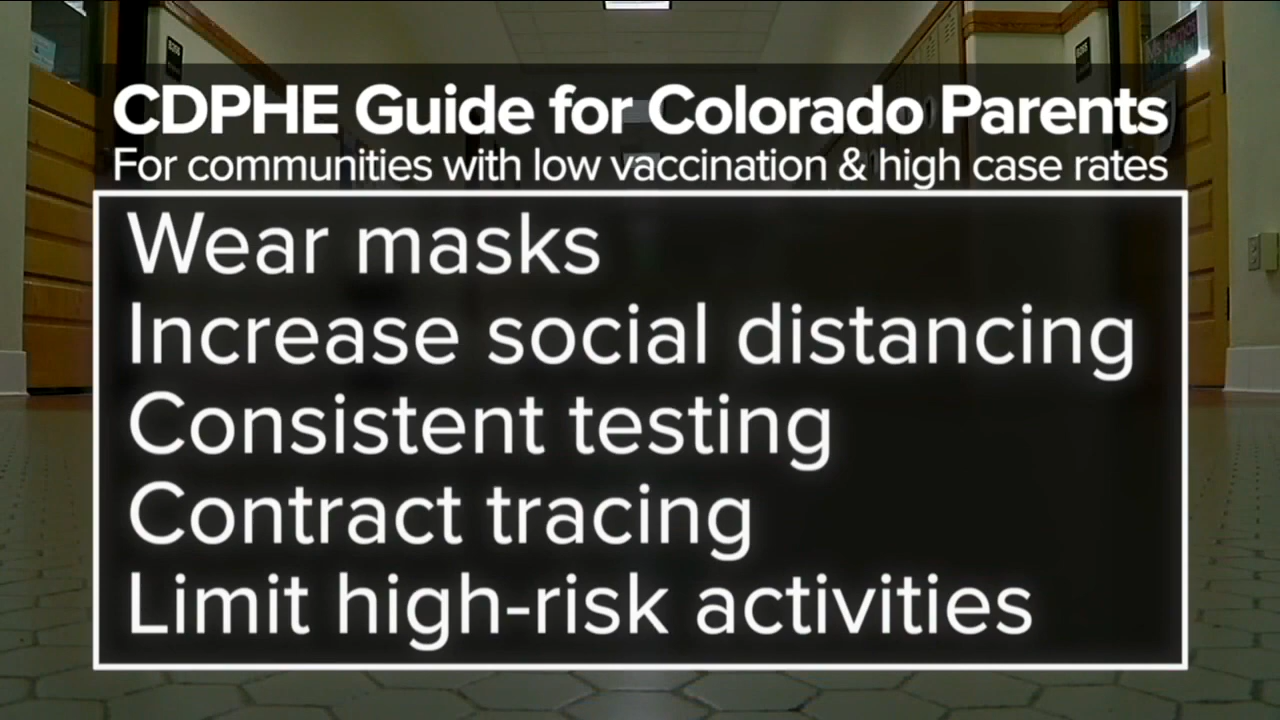 CDPHE Guide for Colorado Parents
For communities with low vaccination & high case rates
Wear masks
Increase social distancing
Consistent testing
Contract tracing
Limit high-risk activities